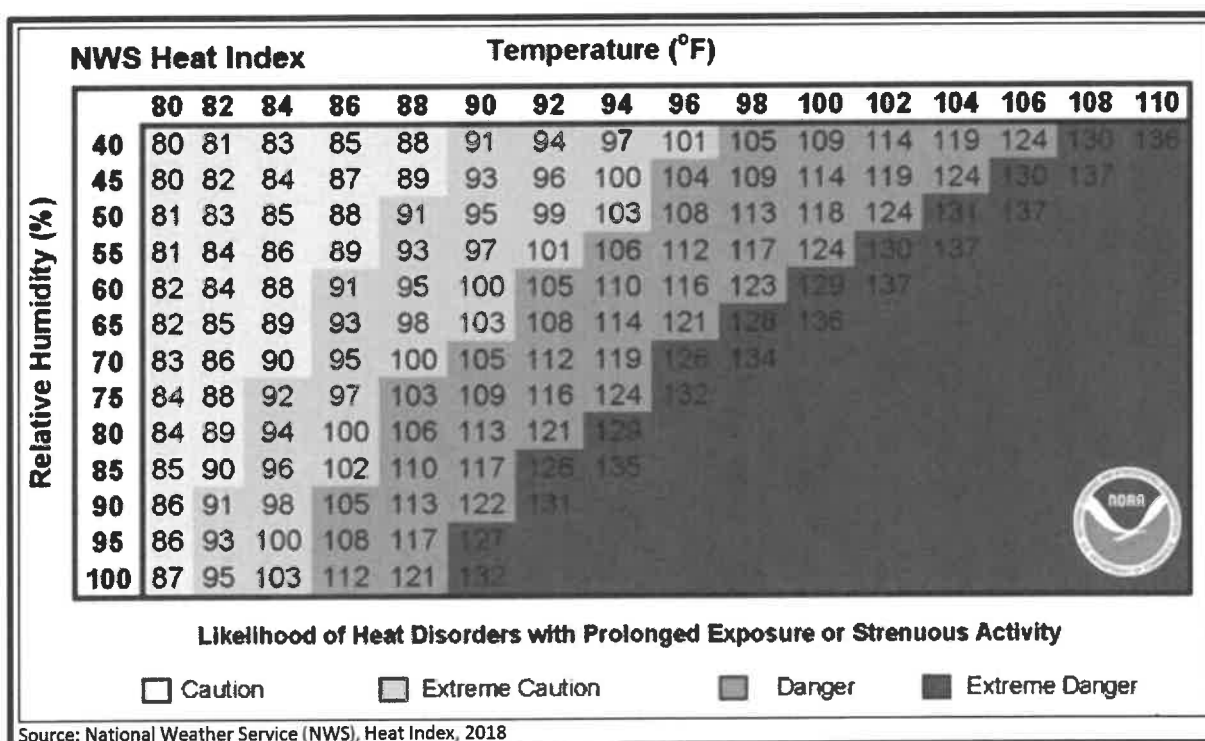 NWS Heat Index Temperature (°F)
80 82 84 86 88 90 92 94 96 98 100 102 104 106 108 110
Relative Humidity (%)
40 80 81 83 85 88 91 94 97 101 105 109 114 119 124 130 136
45 80 82 84 87 89 93 96 100 104 109 114 119 124 130 137
50 81 83 85 88 91 95 99 103 108 113 118 124 131 137
55 81 84 86 89 93 97 101 106 112 117 124 130 137
60 82 84 88 91 95 100 105 110 116 123 129 137
65 82 85 89 93 98 103 108 114 121 128 136
70 83 86 90 95 100 105 112 119 126 134
75 84 88 92 97 103 109 116 124 132
80 84 89 94 100 106 113 121 129
85 85 90 96 102 110 117 126 135
90 86 91 98 105 113 122 131
95 86 93 100 108 117 127
100 87 95 103 112 121 132
NOAA
Likelihood of Heat Disorders with Prolonged Exposure or Strenuous Activity
Caution Extreme Caution Danger Extreme Danger
Source: National Weather Service (NWS), Heat Index, 2018